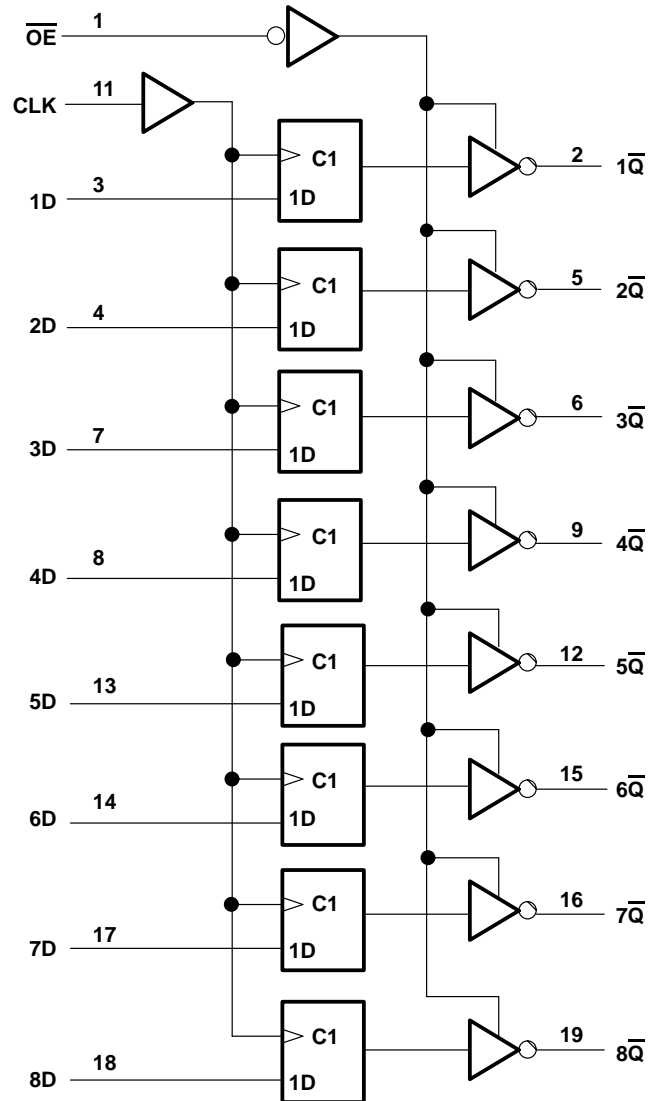 O̅E̅ 1
CLK 11
C1 2 1Q̅
1D 3 1D
C1 5 2Q̅
2D 4 1D
C1 6 3Q̅
3D 7 1D
C1 9 4Q̅
4D 8 1D
C1 12 5Q̅
5D 13 1D
C1 15 6Q̅
6D 14 1D
C1 16 7Q̅
7D 17 1D
C1 19 8Q̅
8D 18 1D